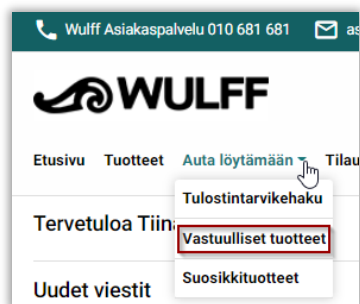 Wulff Asiakaspalvelu 010 681 681 as
WULFF
Etusivu Tuotteet Auta löytämään Tilau
Tulostintarvikehaku
Tervetuloa Tiina
Vastuulliset tuotteet
Suosikkituotteet
Uudet viestit